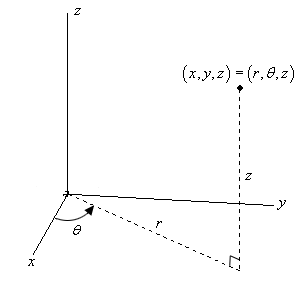 z
(x, y, z) = (r, θ, z)
z
y
r
θ
x